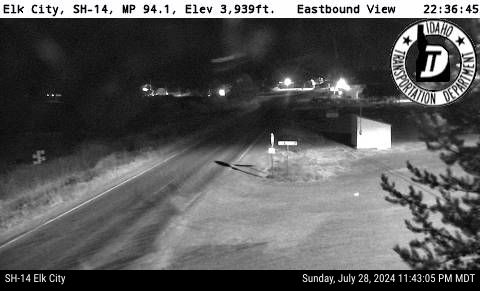 Elk City, SH-14, MP 94.1, Elev 3,939ft. Eastbound View 22:36:45
IDAHO
TRANSPORTATION DEPARTMENT
SH-14 Elk City Sunday, July 28, 2024 11:43:05 PM MDT